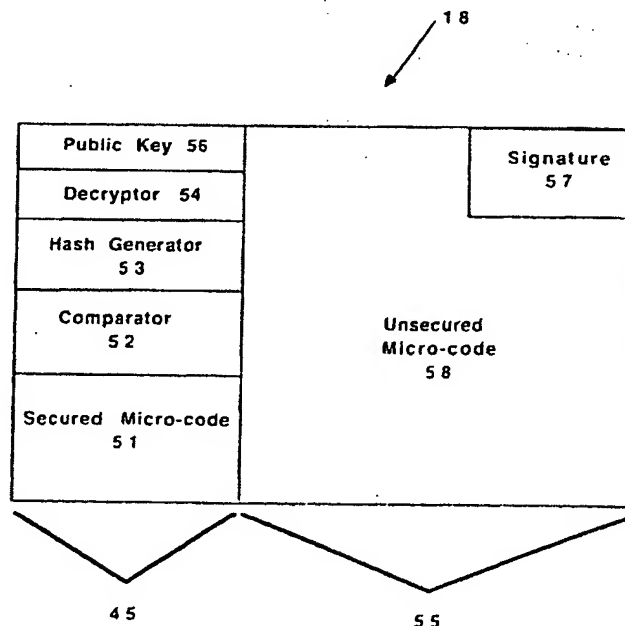 18
Public Key 56
Signature
57
Decryptor 54
Hash Generator
53
Comparator
52
Unsecured
Micro-code
58
Secured Micro-code
51
45
55